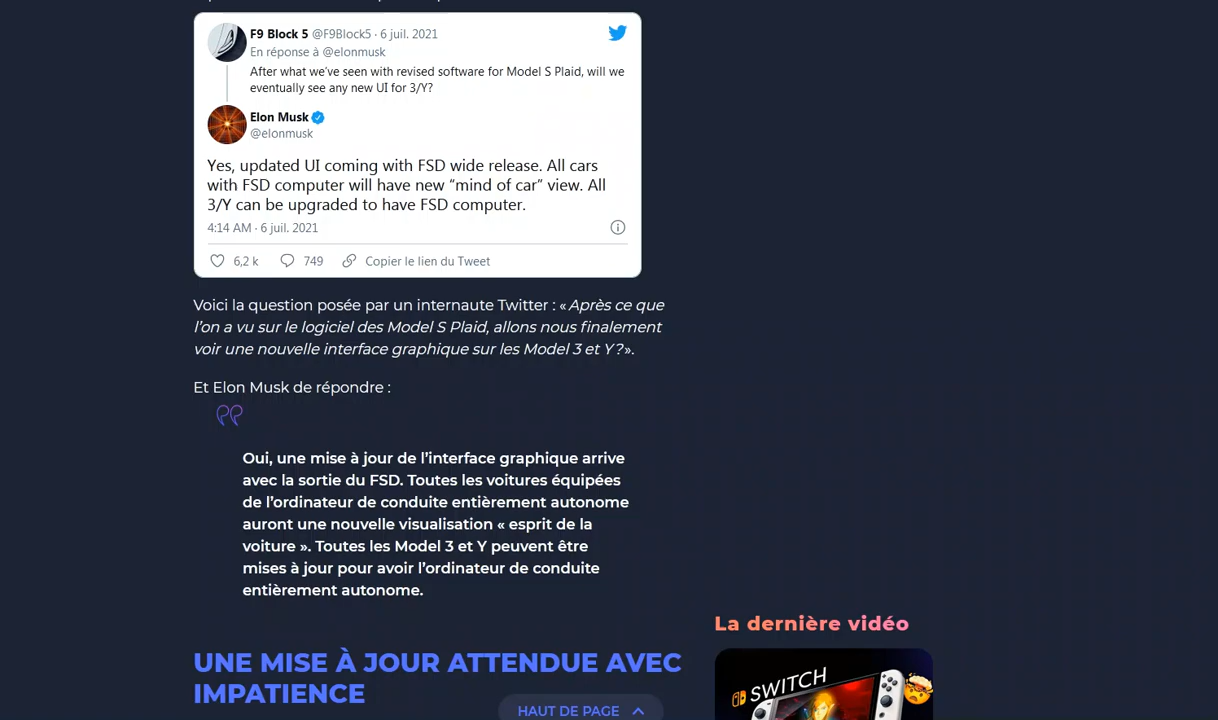 F9 Block 5 @F9Block5 · 6 juil. 2021
En réponse à @elonmusk
After what we've seen with revised software for Model S Plaid, will we
eventually see any new UI for 3/Y?
Elon Musk
@elonmusk
Yes, updated UI coming with FSD wide release. All cars
with FSD computer will have new “mind of car” view. All
3/Y can be upgraded to have FSD computer.
4:14 AM · 6 juil. 2021
6,2 k 749 Copier le lien du Tweet
Voici la question posée par un internaute Twitter : « Après ce que
l’on a vu sur le logiciel des Model S Plaid, allons nous finalement
voir une nouvelle interface graphique sur les Model 3 et Y ? ».
Et Elon Musk de répondre :
Oui, une mise à jour de l’interface graphique arrive
avec la sortie du FSD. Toutes les voitures équipées
de l’ordinateur de conduite entièrement autonome
auront une nouvelle visualisation « esprit de la
voiture ». Toutes les Model 3 et Y peuvent être
mises à jour pour avoir l’ordinateur de conduite
entièrement autonome.
La dernière vidéo
SWITCH
UNE MISE À JOUR ATTENDUE AVEC
IMPATIENCE
HAUT DE PAGE